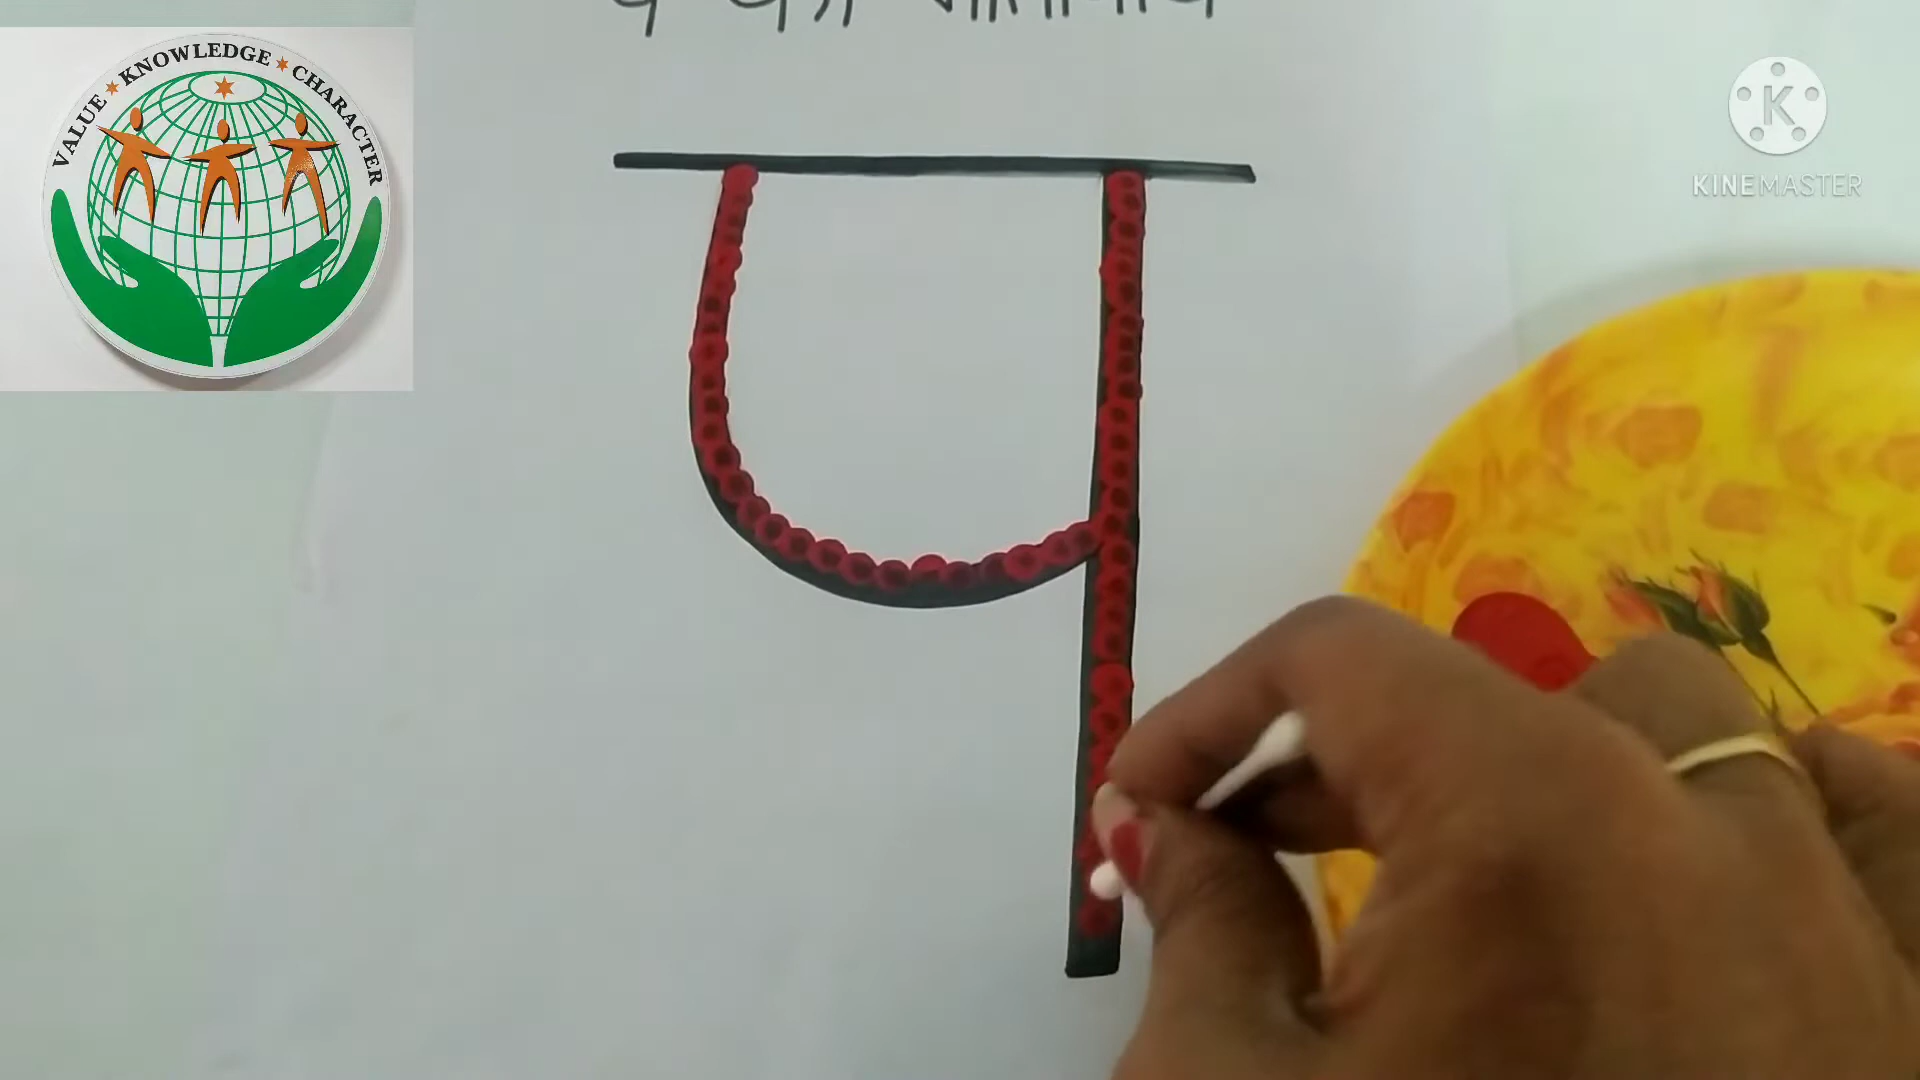 VALUE ★ KNOWLEDGE ★ CHARACTER
K
KINEMASTER
प